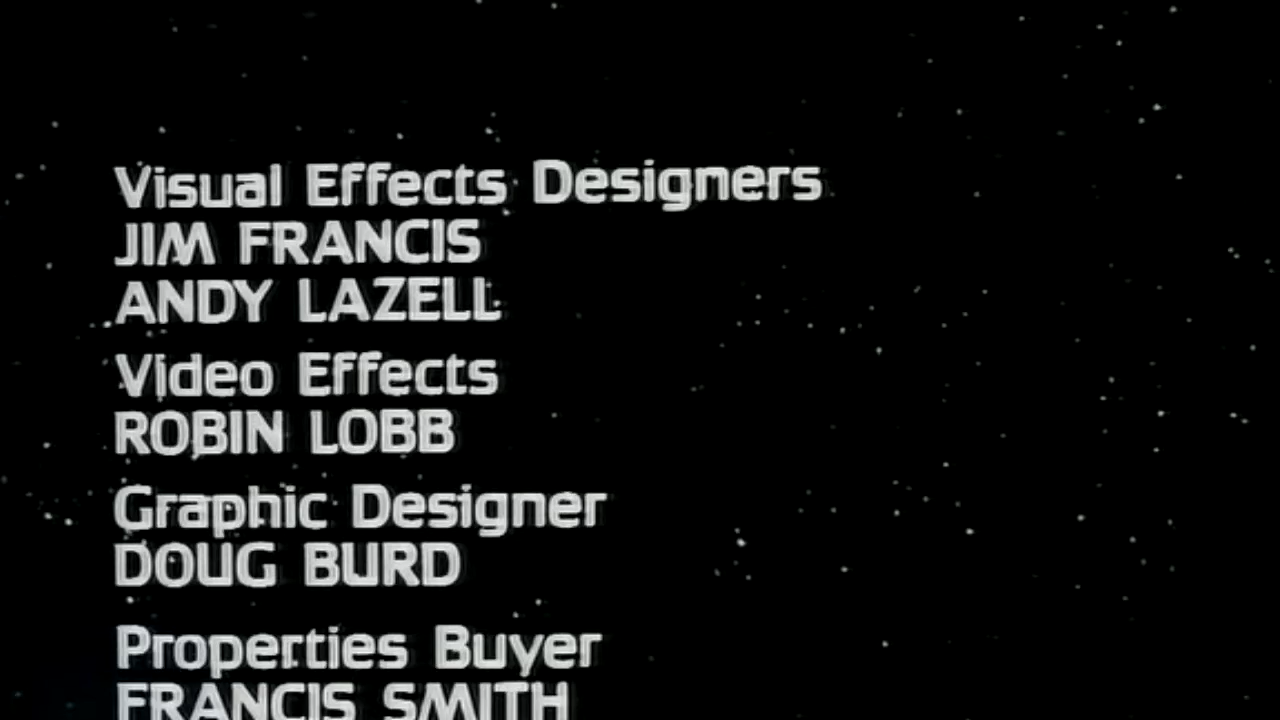 Visual Effects Designers
JIM FRANCIS
ANDY LAZELL
Video Effects
ROBIN LOBB
Graphic Designer
DOUG BURD
Properties Buyer
FRANCIS SMITH